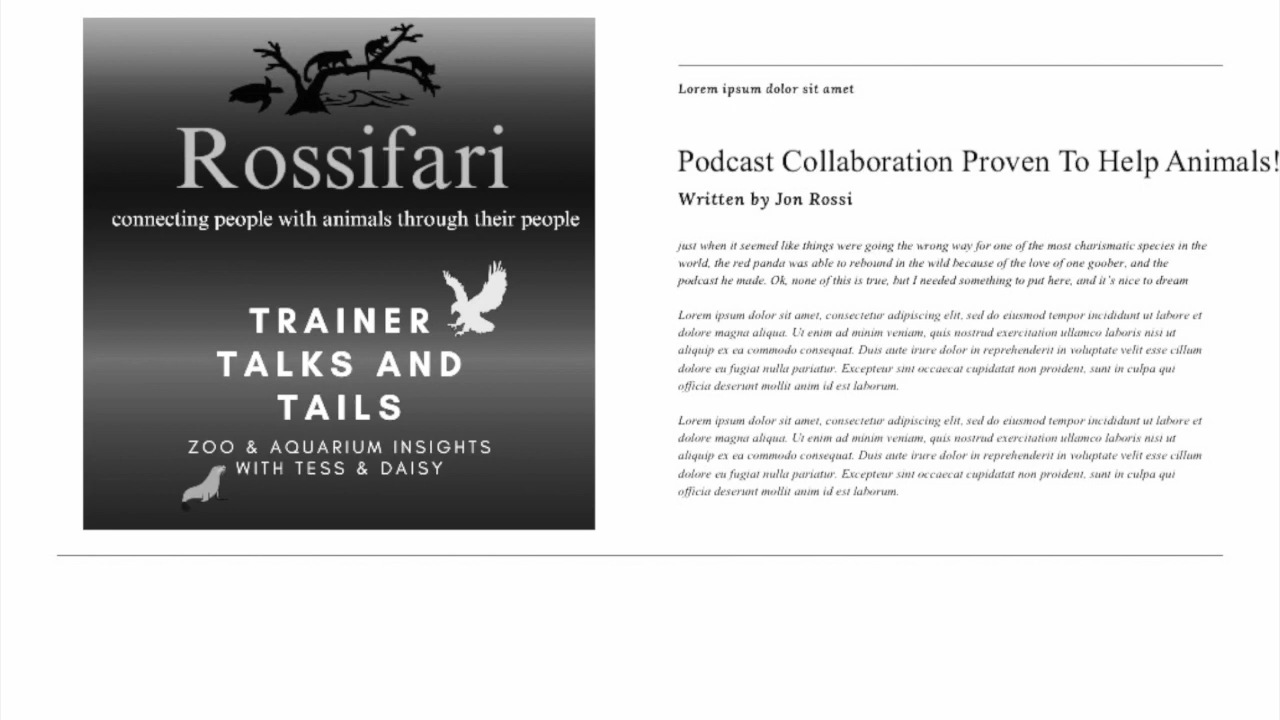 Rossifari
connecting people with animals through their people
TRAINER
TALKS AND
TAILS
ZOO & AQUARIUM INSIGHTS
WITH TESS & DAISY
Lorem ipsum dolor sit amet
Podcast Collaboration Proven To Help Animals!
Written by Jon Rossi
just when it seemed like things were going the wrong way for one of the most charismatic species in the
world, the red panda was able to rebound in the wild because of the love of one goober, and the
podcast he made. Ok, none of this is true, but I needed something to put here, and it's nice to dream
Lorem ipsum dolor sit amet, consectetur adipiscing elit, sed do eiusmod tempor incididunt ut labore et
dolore magna aliqua. Ut enim ad minim veniam, quis nostrud exercitation ullamco laboris nisi ut
aliquip ex ea commodo consequat. Duis aute irure dolor in reprehenderit in voluptate velit esse cillum
dolore eu fugiat nulla pariatur. Excepteur sint occaecat cupidatat non proident, sunt in culpa qui
officia deserunt mollit anim id est laborum.
Lorem ipsum dolor sit amet, consectetur adipiscing elit, sed do eiusmod tempor incididunt ut labore et
dolore magna aliqua. Ut enim ad minim veniam, quis nostrud exercitation ullamco laboris nisi ut
aliquip ex ea commodo consequat. Duis aute irure dolor in reprehenderit in voluptate velit esse cillum
dolore eu fugiat nulla pariatur. Excepteur sint occaecat cupidatat non proident, sunt in culpa qui
officia deserunt mollit anim id est laborum.